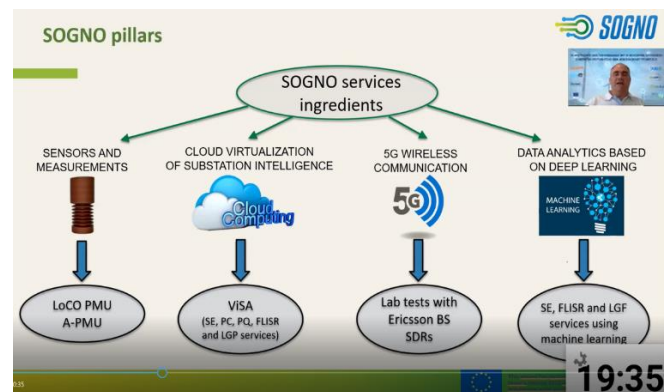 SOGNO pillars
SOGNO
SOGNO services
ingredients
SENSORS AND
MEASUREMENTS
CLOUD VIRTUALIZATION
OF SUBSTATION INTELLIGENCE
5G WIRELESS
COMMUNICATION
DATA ANALYTICS BASED
ON DEEP LEARNING
Cloud
Computing
5G
MACHINE
LEARNING
LoCO PMU
A-PMU
ViSA
(SE, PC, PQ, FLISR
and LGP services)
Lab tests with
Ericsson BS
SDRs
SE, FLISR and LGF
services using
machine learning
19:35